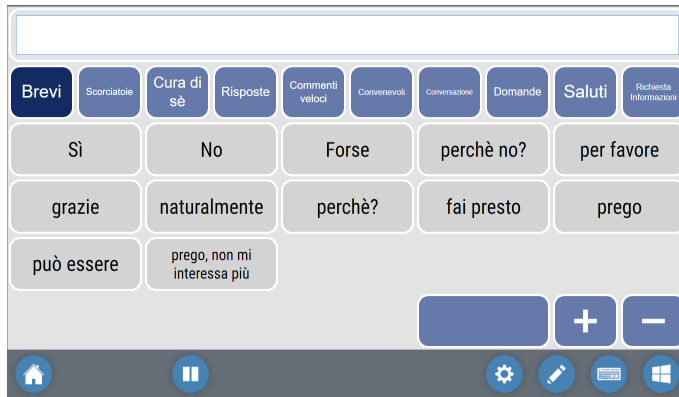 Brevi
Scorciatoie
Cura di
sè
Risposte
Commenti
veloci
Convenevoli
Conversazione
Domande
Saluti
Richiesta
Informazioni
Sì
No
Forse
perchè no?
per favore
grazie
naturalmente
perchè?
fai presto
prego
può essere
prego, non mi
interessa più